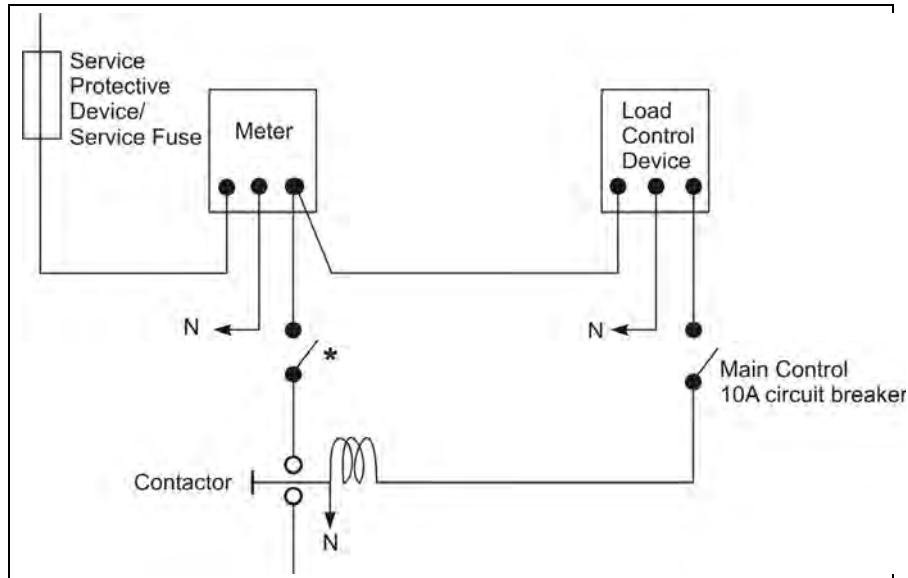 Service
Protective
Device/
Service Fuse
Meter
Load
Control
Device
N
*
N
Main Control
10A circuit breaker
Contactor
N